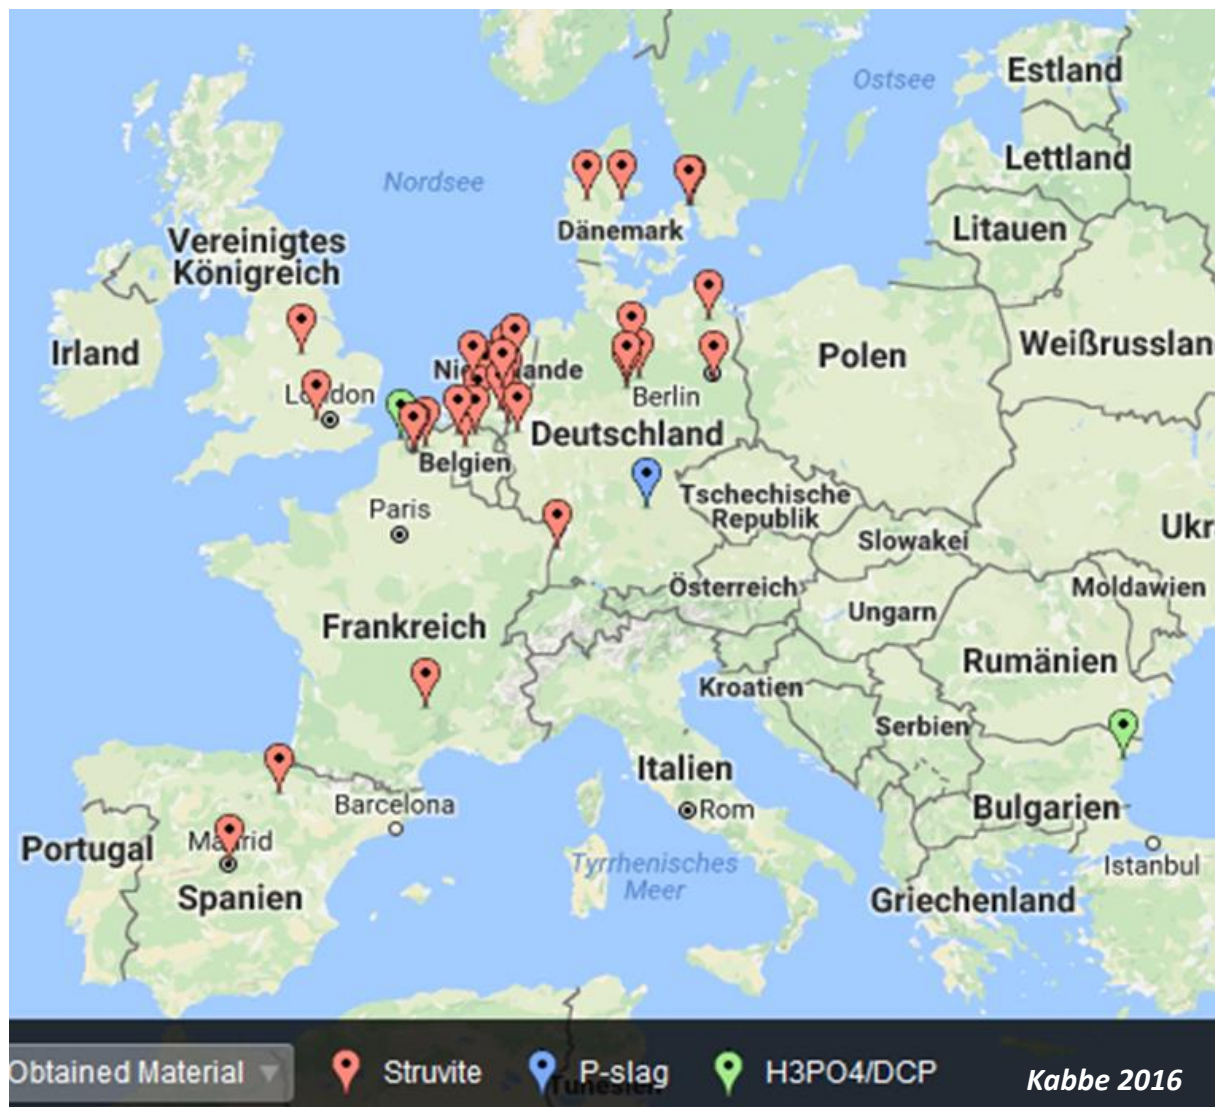 Estland
Ostsee
Lettland
Nordsee
Litauen
Dänemark
Vereinigtes
Königreich
Weißrusslan
Irland
Polen
Berlin
Deutschland
Belgien
Paris
Tschechische
Republik
Ukr
Slowakei
Österreich
Moldawien
Ungarn
Frankreich
Rumänien
Kroatien
Serbien
Italien
Barcelona
Rom
Bulgarien
Portugal
Madrid
Istanbul
Tyrrhenisches
Meer
Spanien
Griechenland
London
Obtained Material
Struvite
P-slag
H3PO4/DCP
Tunesien
Kabbe 2016